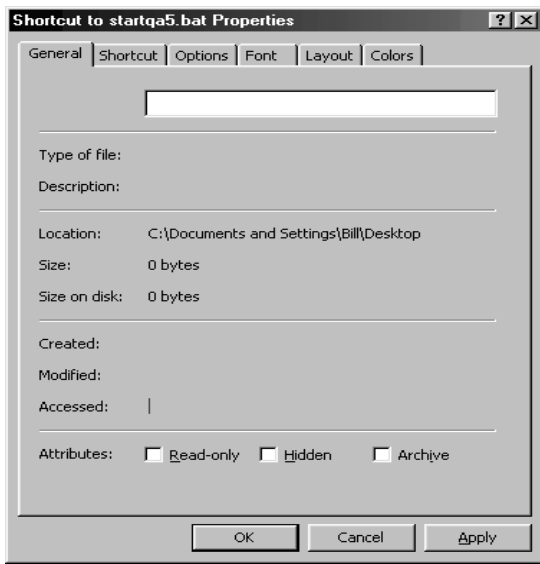 Shortcut to startqa5.bat Properties
General Shortcut Options Font Layout Colors
Type of file:
Description:
Location: C:\Documents and Settings\Bill\Desktop
Size: 0 bytes
Size on disk: 0 bytes
Created:
Modified:
Accessed:
Attributes: Read-only Hidden Archive
OK Cancel Apply